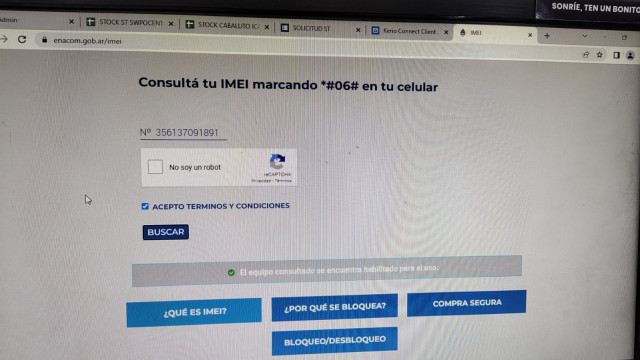 SONRÍE, TEN UN BONITO
Admin
STOCK ST SWPOCENT
STOCK CABALLITO
SOLICITUD ST
Kerio Connect Client
IMEI
enacom.gob.ar/imei
Consultá tu IMEI marcando *#06# en tu celular
Nº 356137091891
No soy un robot
reCAPTCHA
Privacidad - Términos
ACEPTO TERMINOS Y CONDICIONES
BUSCAR
El equipo consultado se encuentra habilitado para el uso.
¿QUÉ ES IMEI?
¿POR QUÉ SE BLOQUEA?
COMPRA SEGURA
BLOQUEO/DESBLOQUEO